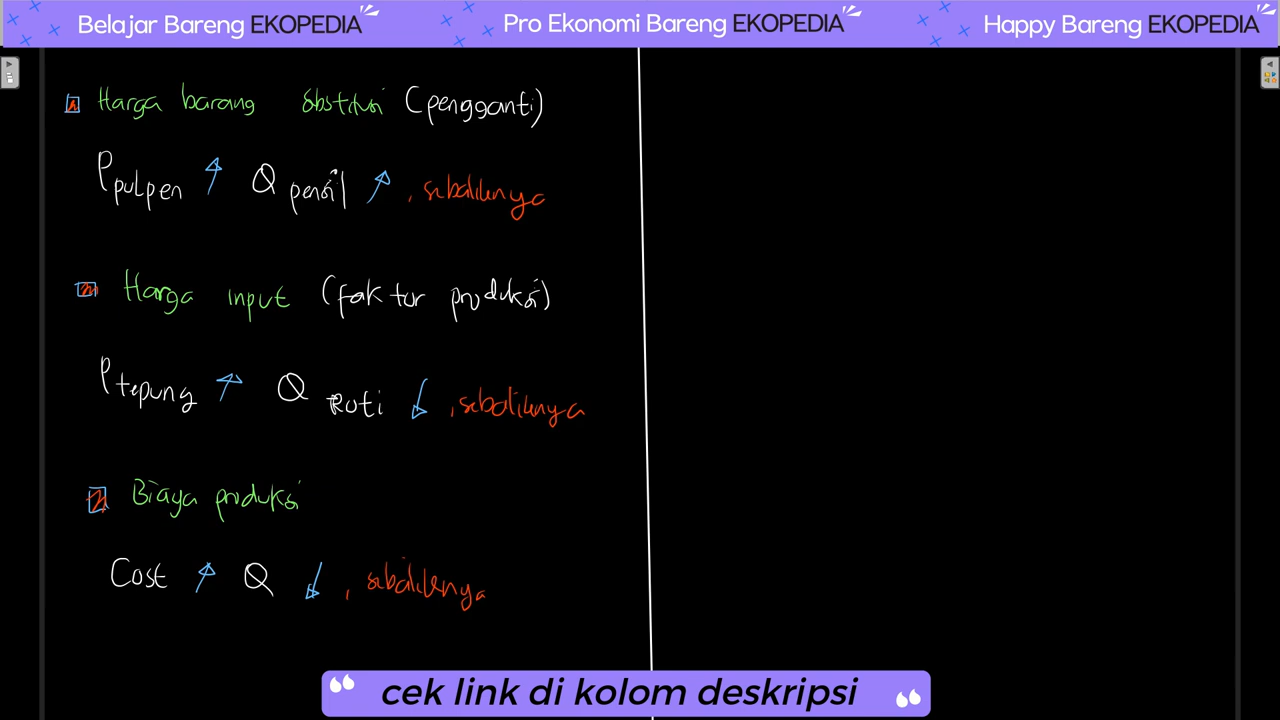 Belajar Bareng EKOPEDIA Pro Ekonomi Bareng EKOPEDIA Happy Bareng EKOPEDIA
Harga barang substitusi (pengganti)
P pulpen ↑ Q pensil ↑ , sebaliknya
Harga input (faktur produksi)
P tepung ↑ Q Roti ↓ , sebaliknya
Biaya produksi
Cost ↑ Q ↓ , sebaliknya
cek link di kolom deskripsi